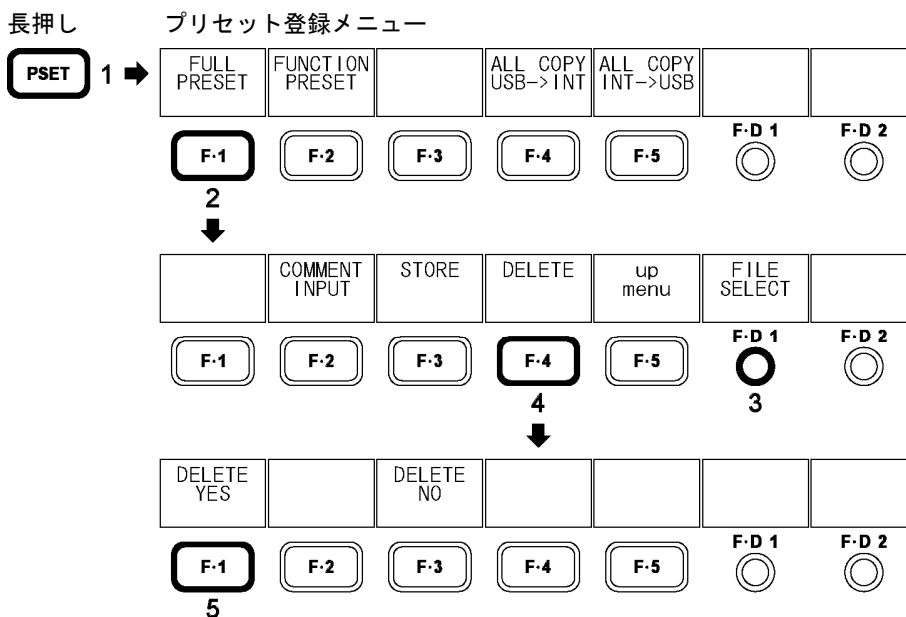 長押し プリセット登録メニュー
PSET 1
FULL PRESET FUNCTION PRESET ALL COPY USB->INT ALL COPY INT->USB
F・D 1 F・D 2
F・1 F・2 F・3 F・4 F・5
2
COMMENT INPUT STORE DELETE up menu FILE SELECT
F・D 1 F・D 2
F・1 F・2 F・3 F・4 F・5
4 3
DELETE YES DELETE NO
F・D 1 F・D 2
F・1 F・2 F・3 F・4 F・5
5